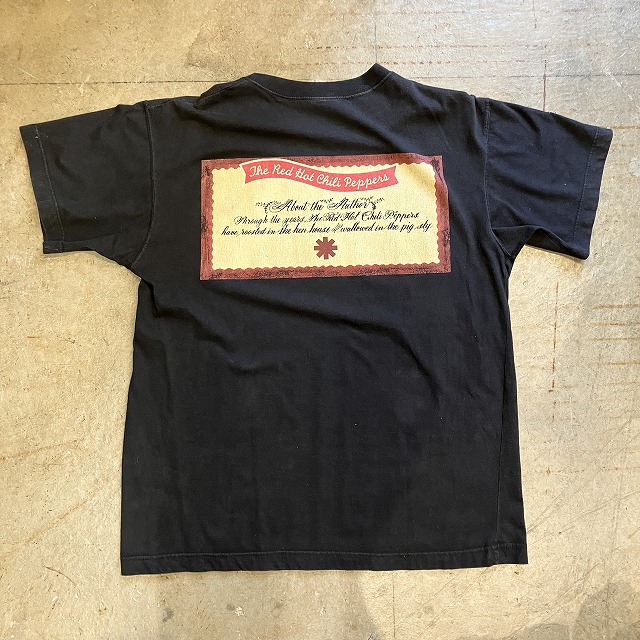 The Red Hot Chili Peppers
About the Author
Through the years, The Red Hot Chili Peppers
have roosted in the hen house & wallowed in the pig sty.